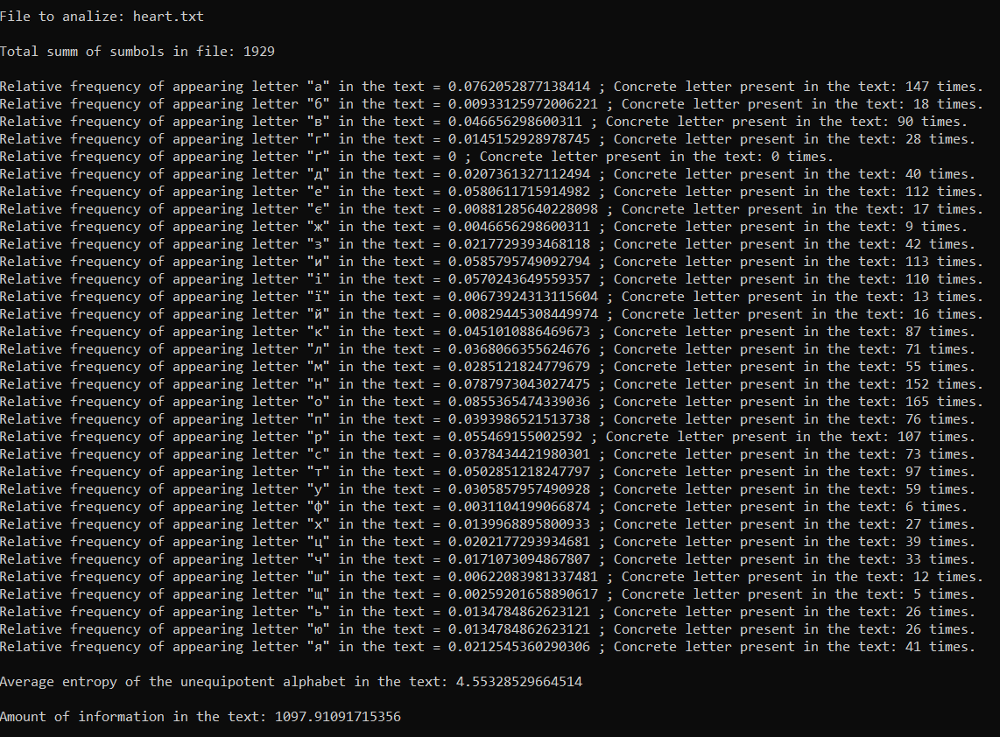 File to analize: heart.txt
Total summ of sumbols in file: 1929
Relative frequency of appearing letter "а" in the text = 0.0762052877138414 ; Concrete letter present in the text: 147 times.
Relative frequency of appearing letter "б" in the text = 0.00933125972006221 ; Concrete letter present in the text: 18 times.
Relative frequency of appearing letter "в" in the text = 0.046656298600311 ; Concrete letter present in the text: 90 times.
Relative frequency of appearing letter "г" in the text = 0.0145152928978745 ; Concrete letter present in the text: 28 times.
Relative frequency of appearing letter "ґ" in the text = 0 ; Concrete letter present in the text: 0 times.
Relative frequency of appearing letter "д" in the text = 0.0207361327112494 ; Concrete letter present in the text: 40 times.
Relative frequency of appearing letter "е" in the text = 0.0580611715914982 ; Concrete letter present in the text: 112 times.
Relative frequency of appearing letter "є" in the text = 0.00881285640228098 ; Concrete letter present in the text: 17 times.
Relative frequency of appearing letter "ж" in the text = 0.0046656298600311 ; Concrete letter present in the text: 9 times.
Relative frequency of appearing letter "з" in the text = 0.0217729393468118 ; Concrete letter present in the text: 42 times.
Relative frequency of appearing letter "и" in the text = 0.0585795749092794 ; Concrete letter present in the text: 113 times.
Relative frequency of appearing letter "і" in the text = 0.0570243649559357 ; Concrete letter present in the text: 110 times.
Relative frequency of appearing letter "ї" in the text = 0.00673924313115604 ; Concrete letter present in the text: 13 times.
Relative frequency of appearing letter "й" in the text = 0.00829445308449974 ; Concrete letter present in the text: 16 times.
Relative frequency of appearing letter "к" in the text = 0.0451010886469673 ; Concrete letter present in the text: 87 times.
Relative frequency of appearing letter "л" in the text = 0.0368066355624676 ; Concrete letter present in the text: 71 times.
Relative frequency of appearing letter "м" in the text = 0.0285121824779679 ; Concrete letter present in the text: 55 times.
Relative frequency of appearing letter "н" in the text = 0.0787973043027475 ; Concrete letter present in the text: 152 times.
Relative frequency of appearing letter "о" in the text = 0.0855365474339036 ; Concrete letter present in the text: 165 times.
Relative frequency of appearing letter "п" in the text = 0.0393986521513738 ; Concrete letter present in the text: 76 times.
Relative frequency of appearing letter "р" in the text = 0.055469155002592 ; Concrete letter present in the text: 107 times.
Relative frequency of appearing letter "с" in the text = 0.0378434421980301 ; Concrete letter present in the text: 73 times.
Relative frequency of appearing letter "т" in the text = 0.0502851218247797 ; Concrete letter present in the text: 97 times.
Relative frequency of appearing letter "у" in the text = 0.0305857957490928 ; Concrete letter present in the text: 59 times.
Relative frequency of appearing letter "ф" in the text = 0.0031104199066874 ; Concrete letter present in the text: 6 times.
Relative frequency of appearing letter "х" in the text = 0.0139968895800933 ; Concrete letter present in the text: 27 times.
Relative frequency of appearing letter "ц" in the text = 0.0202177293934681 ; Concrete letter present in the text: 39 times.
Relative frequency of appearing letter "ч" in the text = 0.0171073094867807 ; Concrete letter present in the text: 33 times.
Relative frequency of appearing letter "ш" in the text = 0.00622083981337481 ; Concrete letter present in the text: 12 times.
Relative frequency of appearing letter "щ" in the text = 0.00259201658890617 ; Concrete letter present in the text: 5 times.
Relative frequency of appearing letter "ь" in the text = 0.0134784862623121 ; Concrete letter present in the text: 26 times.
Relative frequency of appearing letter "ю" in the text = 0.0134784862623121 ; Concrete letter present in the text: 26 times.
Relative frequency of appearing letter "я" in the text = 0.0212545360290306 ; Concrete letter present in the text: 41 times.
Average entropy of the unequipotent alphabet in the text: 4.55328529664514
Amount of information in the text: 1097.91091715356